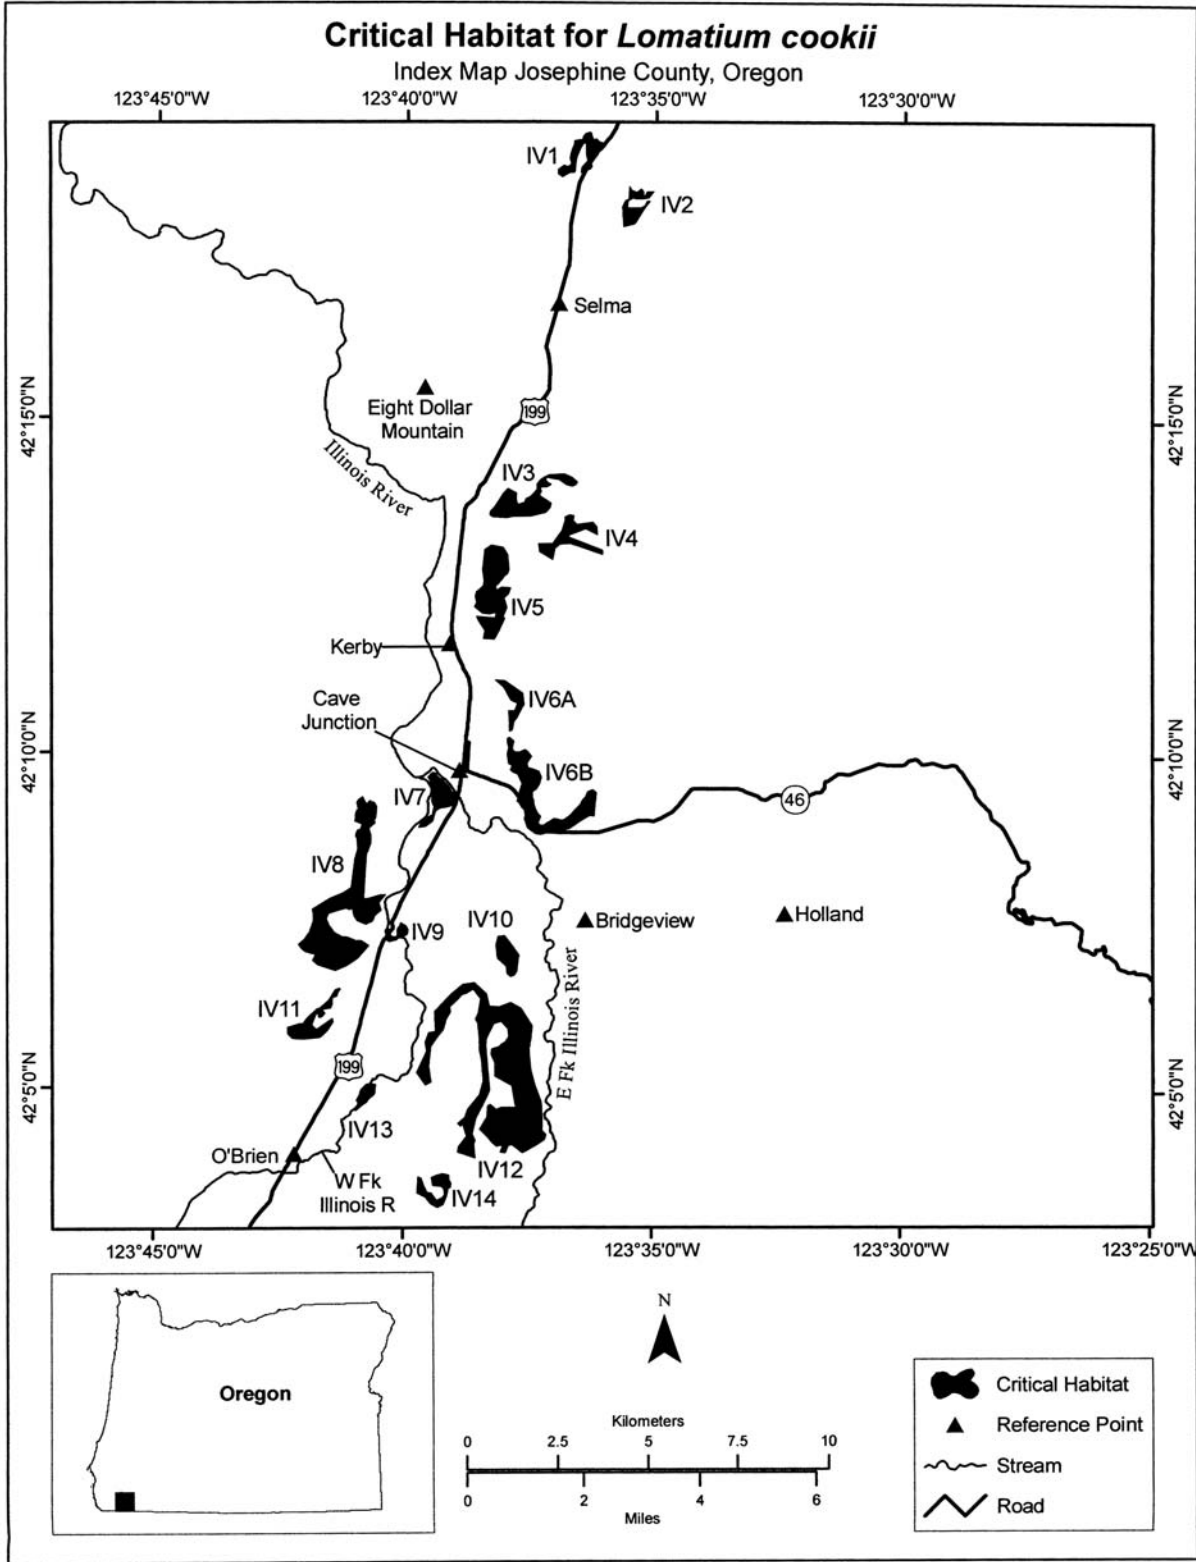 Critical Habitat for Lomatium cookii
Index Map Josephine County, Oregon
123°45'0"W
123°40'0"W
123°35'0"W
123°30'0"W
IV1
IV2
Selma
Eight Dollar
Mountain
42°15'0"N
42°15'0"N
199
Illinois River
IV3
IV4
IV5
Kerby
Cave
Junction
IV6A
42°10'0"N
42°10'0"N
IV6B
IV7
46
IV8
IV9
IV10
Bridgeview
Holland
IV11
E Fk Illinois River
199
42°5'0"N
42°5'0"N
IV13
O'Brien
IV12
W Fk
Illinois R
IV14
123°45'0"W
123°40'0"W
123°35'0"W
123°30'0"W
123°25'0"W
Oregon
N
Kilometers
0 2.5 5 7.5 10
0 2 4 6
Miles
Critical Habitat
Reference Point
Stream
Road